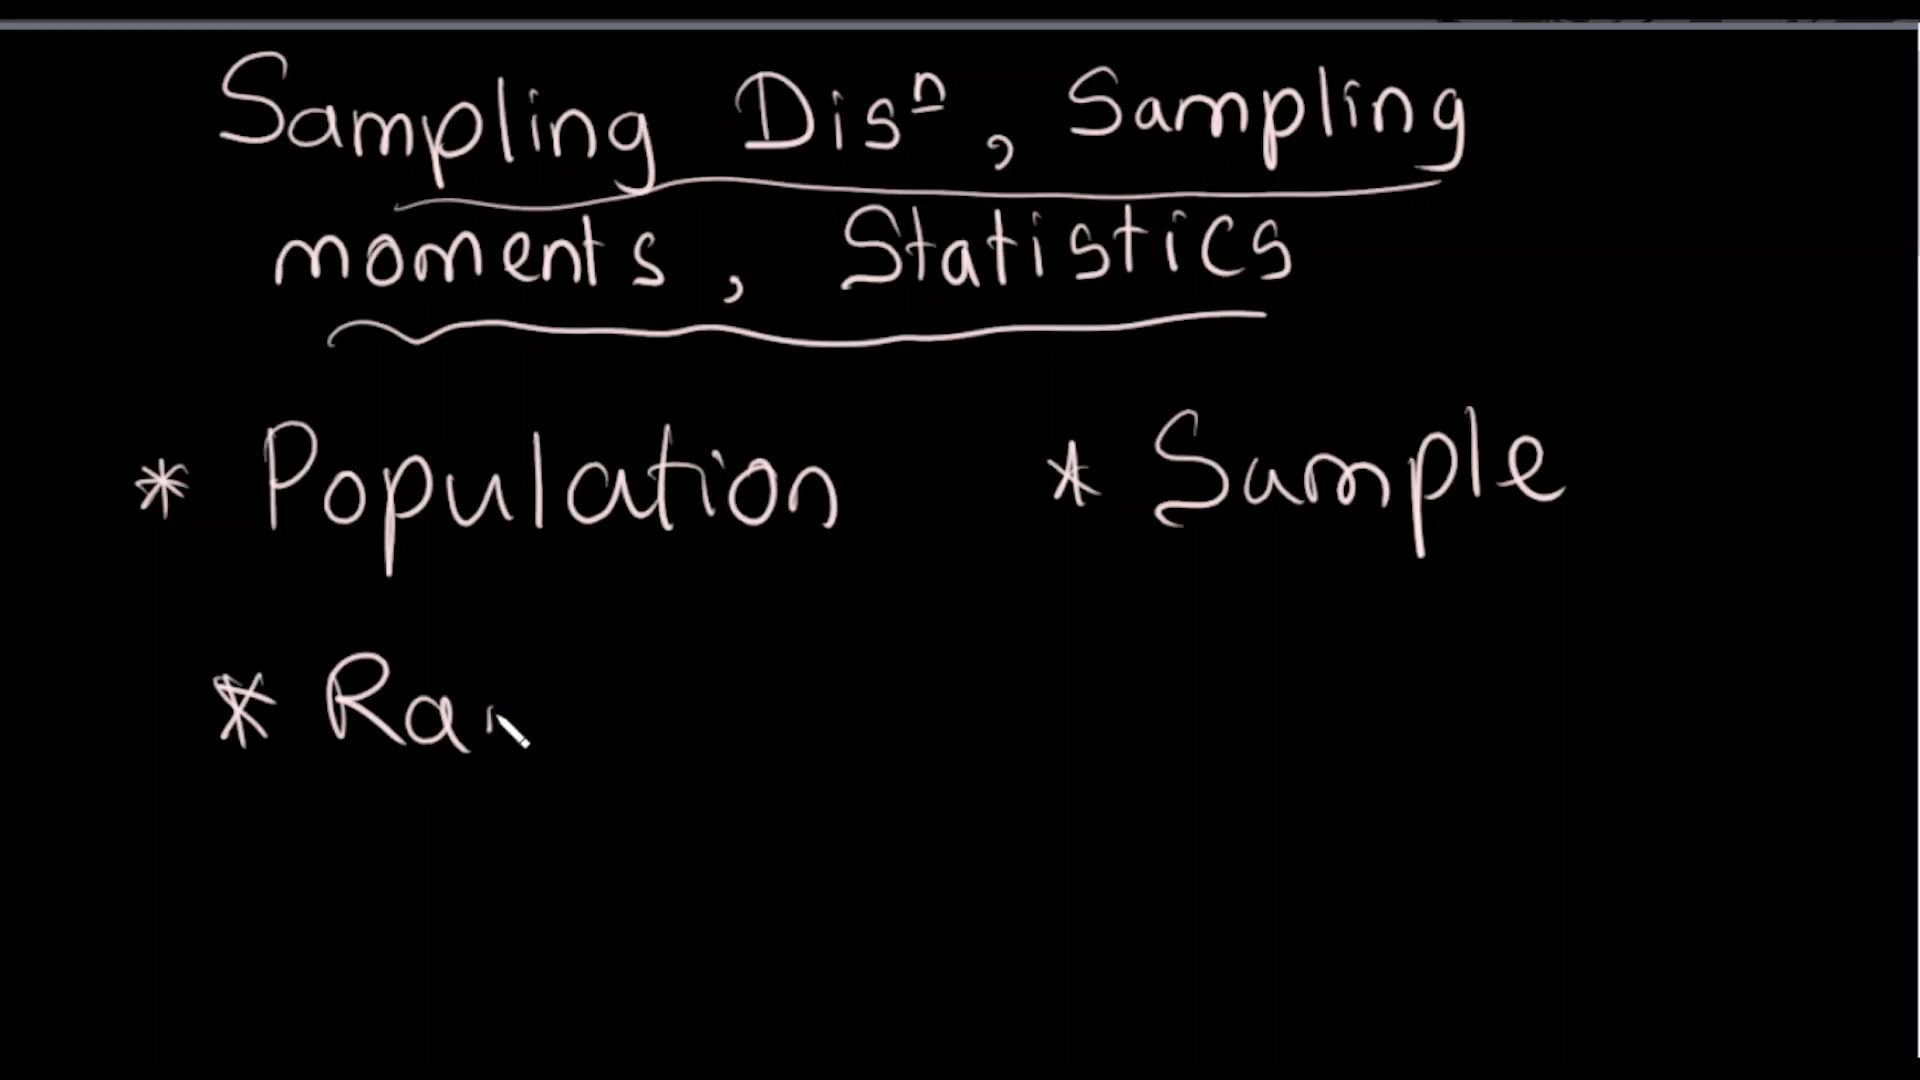 Sampling Disⁿ, Sampling
moments, Statistics
* Population * Sample
* Ra